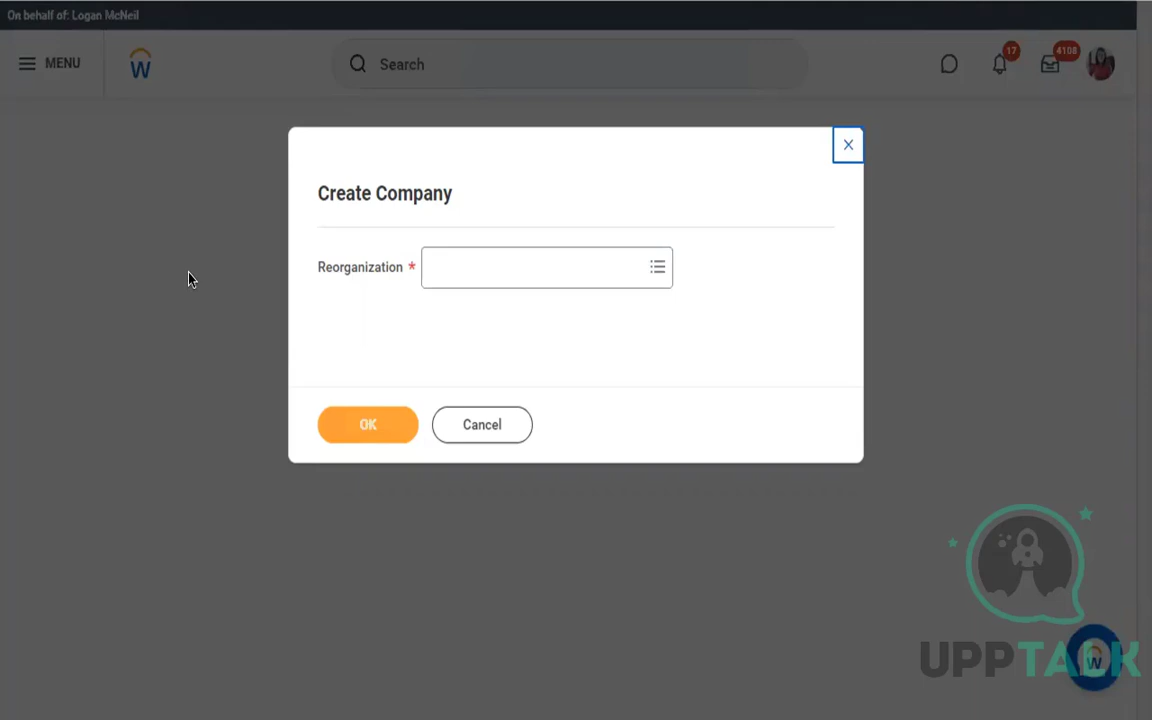 On behalf of: Logan McNeil
MENU
W
Search
17
4108
X
Create Company
Reorganization *
OK
Cancel
W
UPPTALK